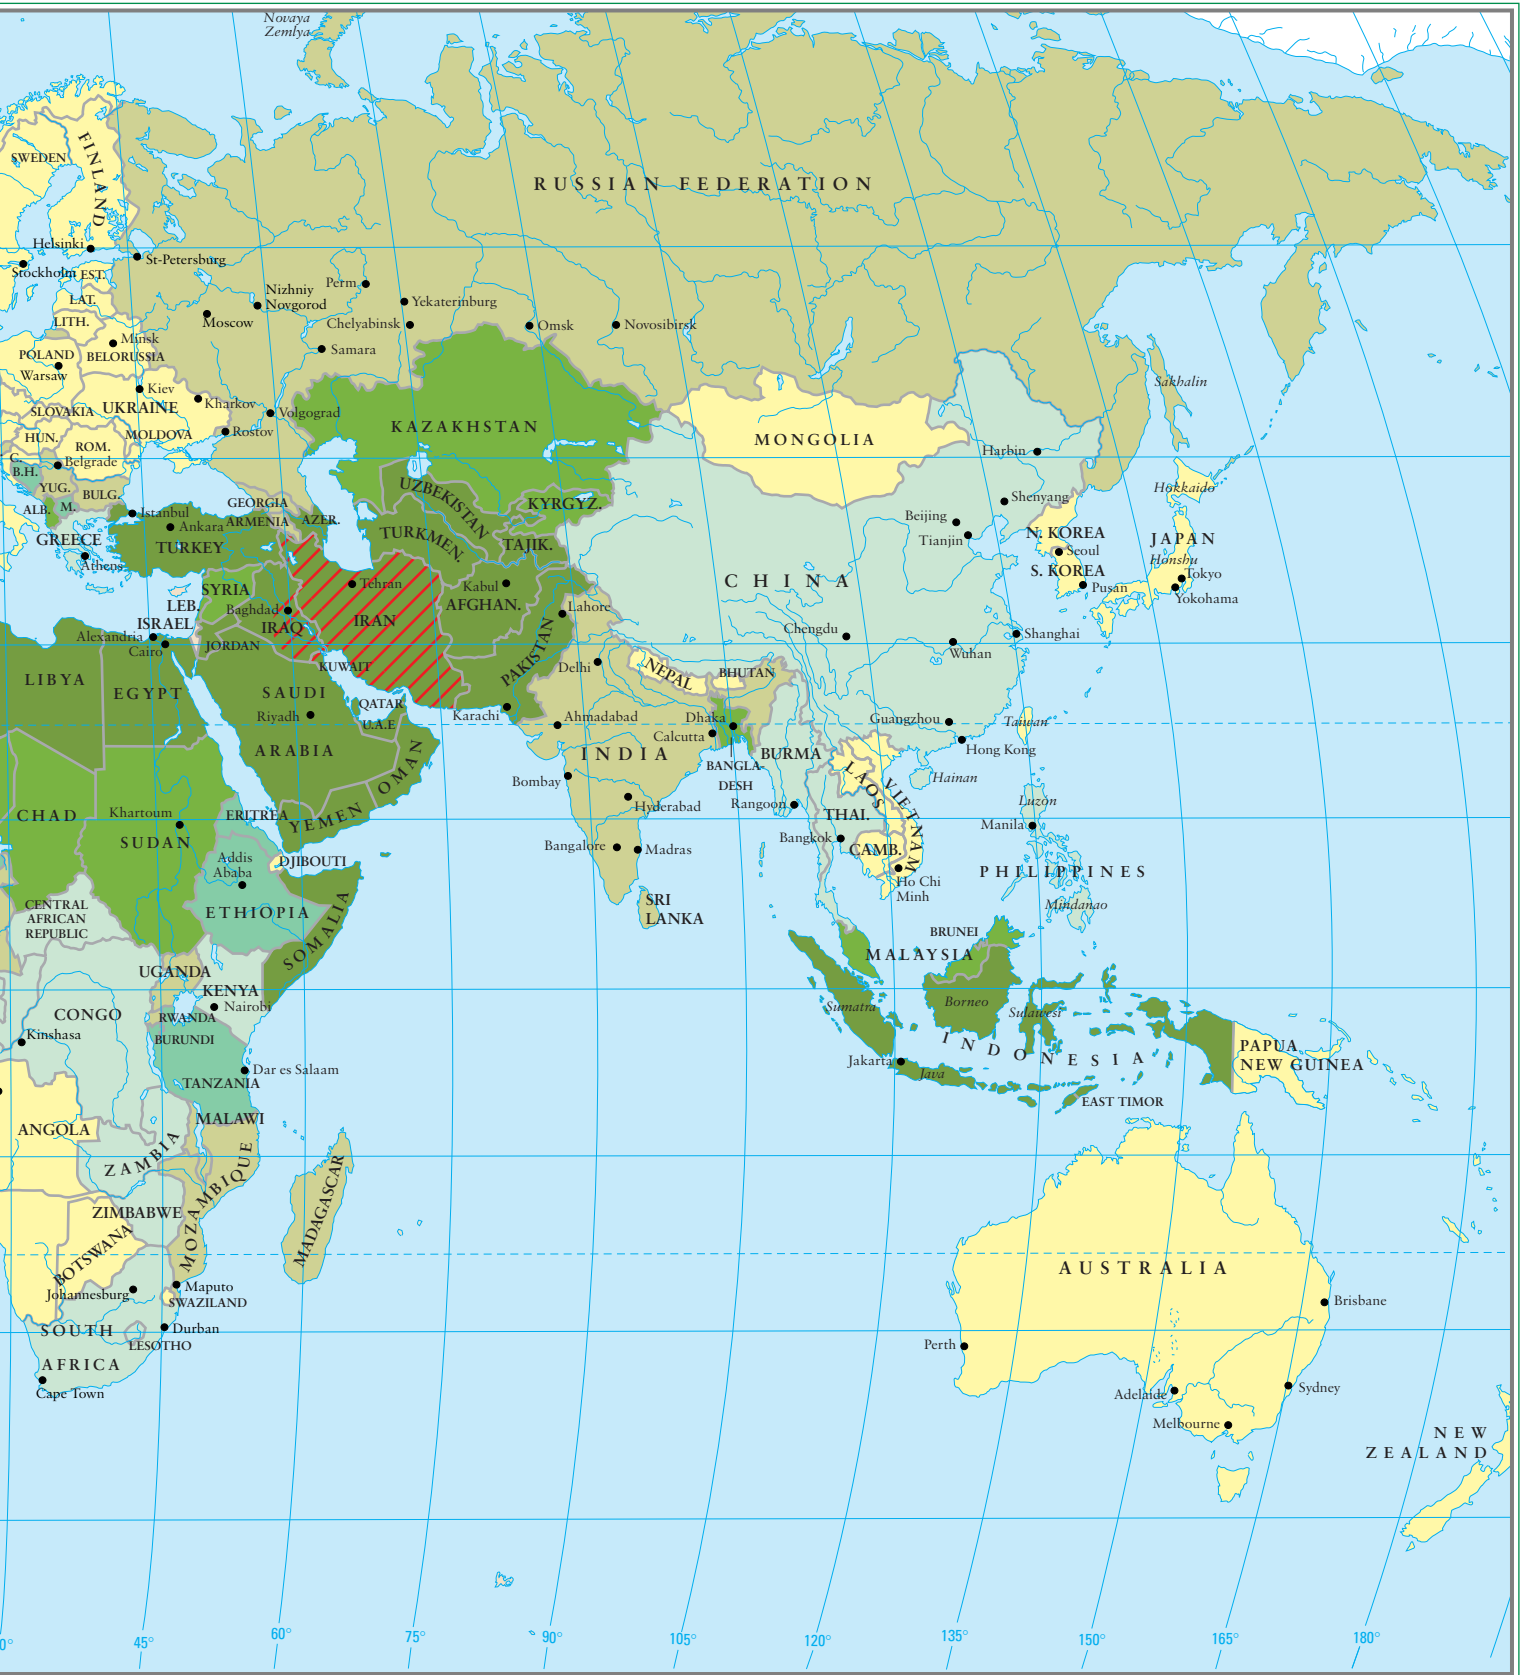 Novaya
Zemlya
FINLAND
SWEDEN
RUSSIAN FEDERATION
Helsinki
St-Petersburg
Stockholm
EST.
Perm
Nizhniy
Novgorod
LAT.
Yekaterinburg
LITH.
Moscow
Chelyabinsk
Omsk
Novosibirsk
Minsk
POLAND
BELORUSSIA
Samara
Warsaw
Sakhalin
Kiev
SLOVAKIA
UKRAINE
Kharkov
Volgograd
KAZAKHSTAN
HUN.
MOLDOVA
Rostov
MONGOLIA
ROM.
Harbin
C.
Belgrade
B.H.
YUG.
BULG.
UZBEKISTAN
Hokkaido
GEORGIA
KYRGYZ.
Shenyang
ALB.
M.
Istanbul
Ankara
ARMENIA
AZER.
Beijing
GREECE
TURKEY
TURKMEN.
TAJIK.
Tianjin
N. KOREA
JAPAN
Athens
Seoul
Honshu
S. KOREA
Tokyo
SYRIA
Tehran
Kabul
CHINA
Pusan
Yokohama
LEB.
Baghdad
AFGHAN.
Lahore
ISRAEL
IRAQ
IRAN
Chengdu
Shanghai
Alexandria
Cairo
JORDAN
PAKISTAN
Wuhan
KUWAIT
Delhi
NEPAL
BHUTAN
LIBYA
EGYPT
SAUDI
QATAR
Riyadh
U.A.E
Karachi
Ahmadabad
Dhaka
Guangzhou
Taiwan
Calcutta
ARABIA
OMAN
INDIA
BURMA
Hong Kong
BANGLA-
DESH
LAOS
VIETNAM
Hainan
Bombay
CHAD
Khartoum
ERITREA
YEMEN
Hyderabad
Rangoon
THAI.
Luzon
Manila
SUDAN
Bangalore
Madras
Bangkok
CAMB.
Addis
Ababa
DJIBOUTI
PHILIPPINES
Ho Chi
Minh
CENTRAL
AFRICAN
REPUBLIC
ETHIOPIA
SOMALIA
SRI
LANKA
Mindanao
BRUNEI
MALAYSIA
UGANDA
KENYA
Nairobi
Sumatra
Borneo
Sulawesi
CONGO
RWANDA
Kinshasa
BURUNDI
INDONESIA
PAPUA
NEW GUINEA
Jakarta
Java
Dar es Salaam
TANZANIA
EAST TIMOR
MALAWI
ANGOLA
ZAMBIA
MOZAMBIQUE
MADAGASCAR
ZIMBABWE
BOTSWANA
AUSTRALIA
Johannesburg
Maputo
SWAZILAND
Brisbane
SOUTH
Durban
LESOTHO
Perth
AFRICA
Cape Town
Adelaide
Sydney
Melbourne
NEW
ZEALAND
0°
45°
60°
75°
90°
105°
120°
135°
150°
165°
180°